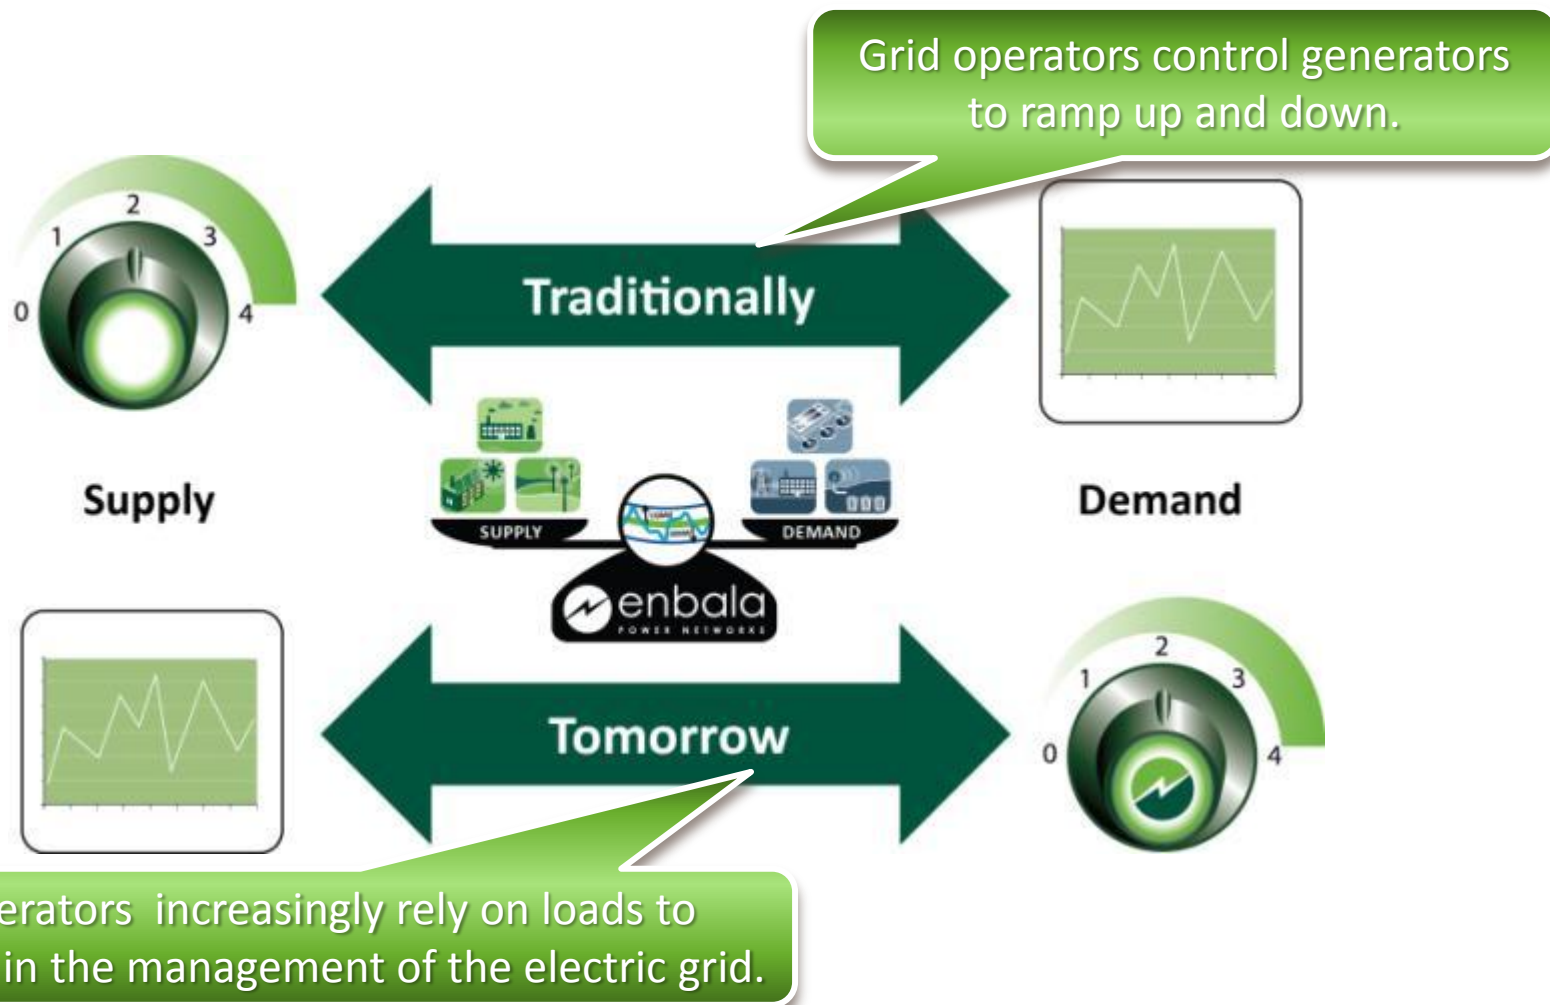 Grid operators control generators
to ramp up and down.
0 1 2 3 4
Traditionally
Supply
SUPPLY
DEMAND
Demand
enbala
POWER NETWORKS
Tomorrow
0 1 2 3 4
erators increasingly rely on loads to
in the management of the electric grid.